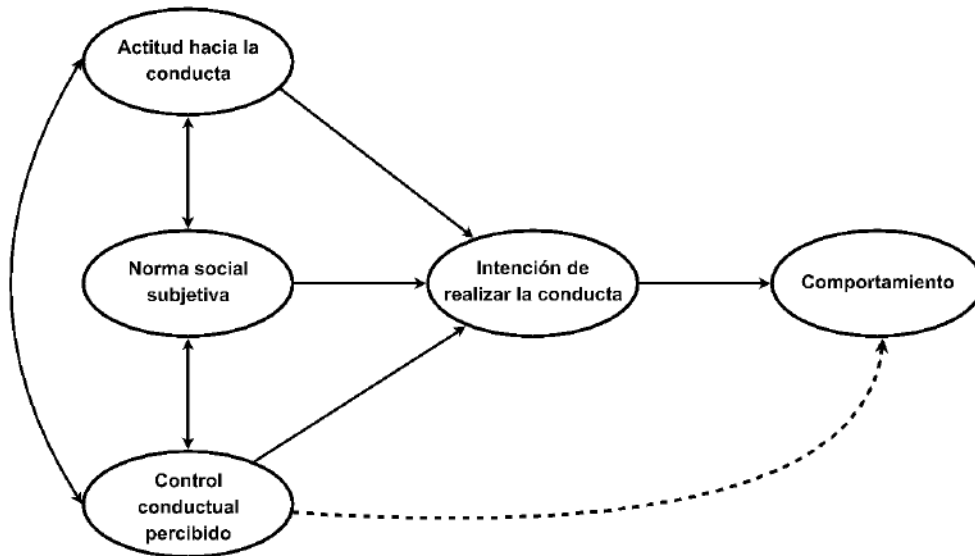 Actitud hacia la
conducta
Norma social
subjetiva
Intención de
realizar la conducta
Comportamiento
Control
conductual
percibido